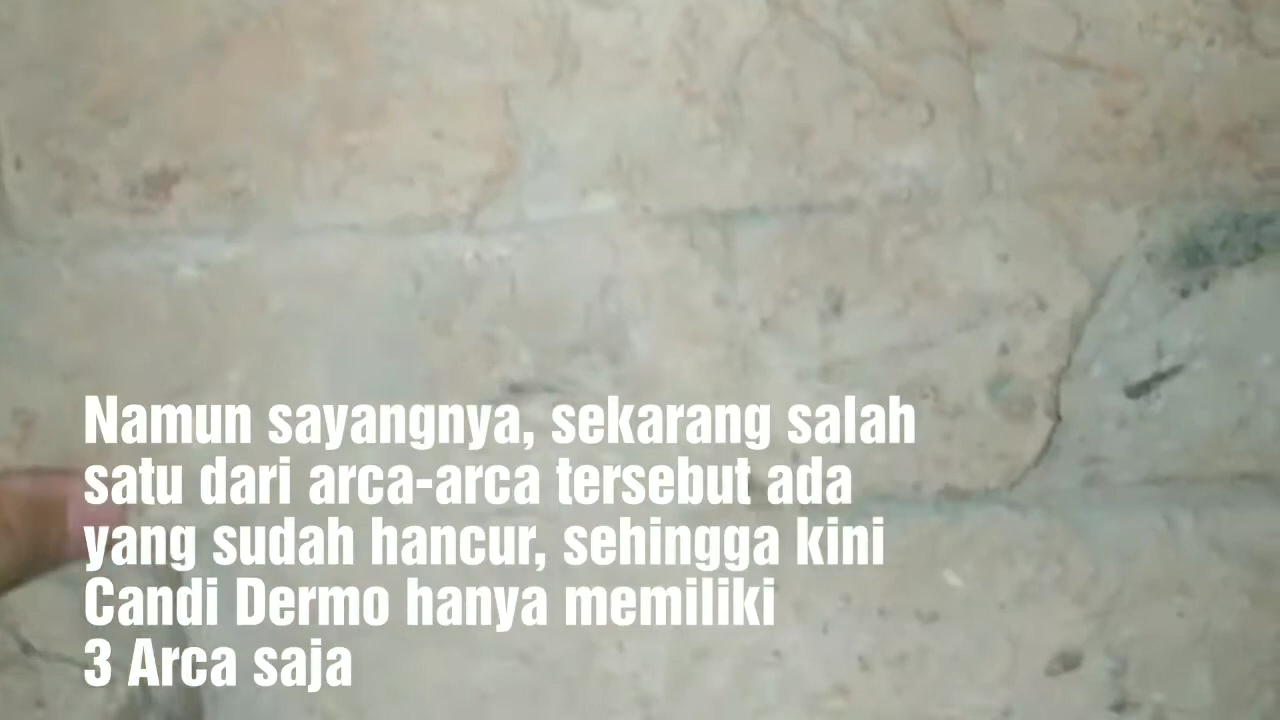 Namun sayangnya, sekarang salah
satu dari arca-arca tersebut ada
yang sudah hancur, sehingga kini
Candi Dermo hanya memiliki
3 Arca saja